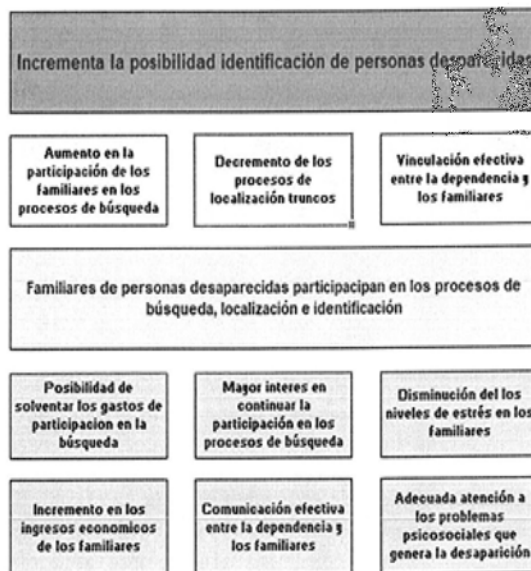 Incrementa la posibilidad identificación de personas desaparecidas
Aumento en la
participación de los
familiares en los
procesos de búsqueda
Decremento de los
procesos de
localización truncos
Vinculación efectiva
entre la dependencia y
los familiares
Familiares de personas desaparecidas participacipan en los procesos de
búsqueda, localización e identificación
Posibilidad de
solventar los gastos de
participacion en la
búsqueda
Mayor interes en
continuar la
participación en los
procesos de búsqueda
Disminución del los
niveles de estrés en los
familiares
Incremento en los
ingresos economicos
de los familiares
Comunicación efectiva
entre la dependencia y
los familiares
Adecuada atención a
los problemas
psicosociales que
genera la desaparición